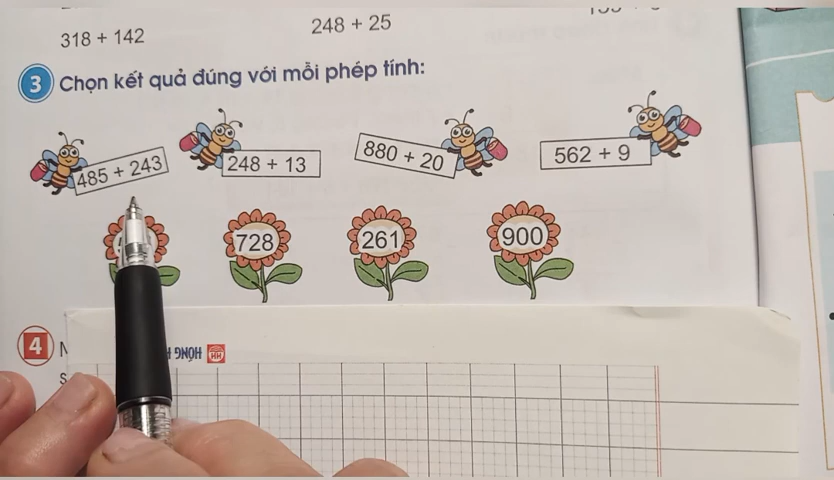 318 + 142
248 + 25
3 Chọn kết quả đúng với mỗi phép tính:
485 + 243
248 + 13
880 + 20
562 + 9
728
261
900
4
HỒNG